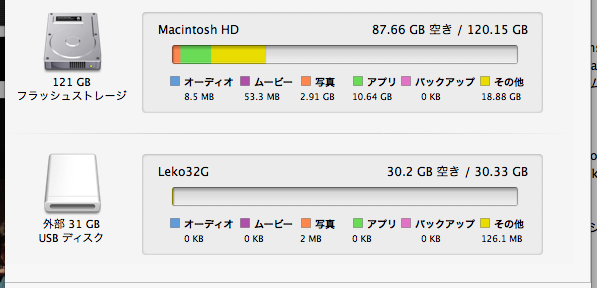 Macintosh HD 87.66 GB 空き / 120.15 GB
121 GB
フラッシュストレージ
オーディオ ムービー 写真 アプリ バックアップ その他
8.5 MB 53.3 MB 2.91 GB 10.64 GB 0 KB 18.88 GB
Leko32G 30.2 GB 空き / 30.33 GB
外部 31 GB
USB ディスク
オーディオ ムービー 写真 アプリ バックアップ その他
0 KB 0 KB 2 MB 0 KB 0 KB 126.1 MB